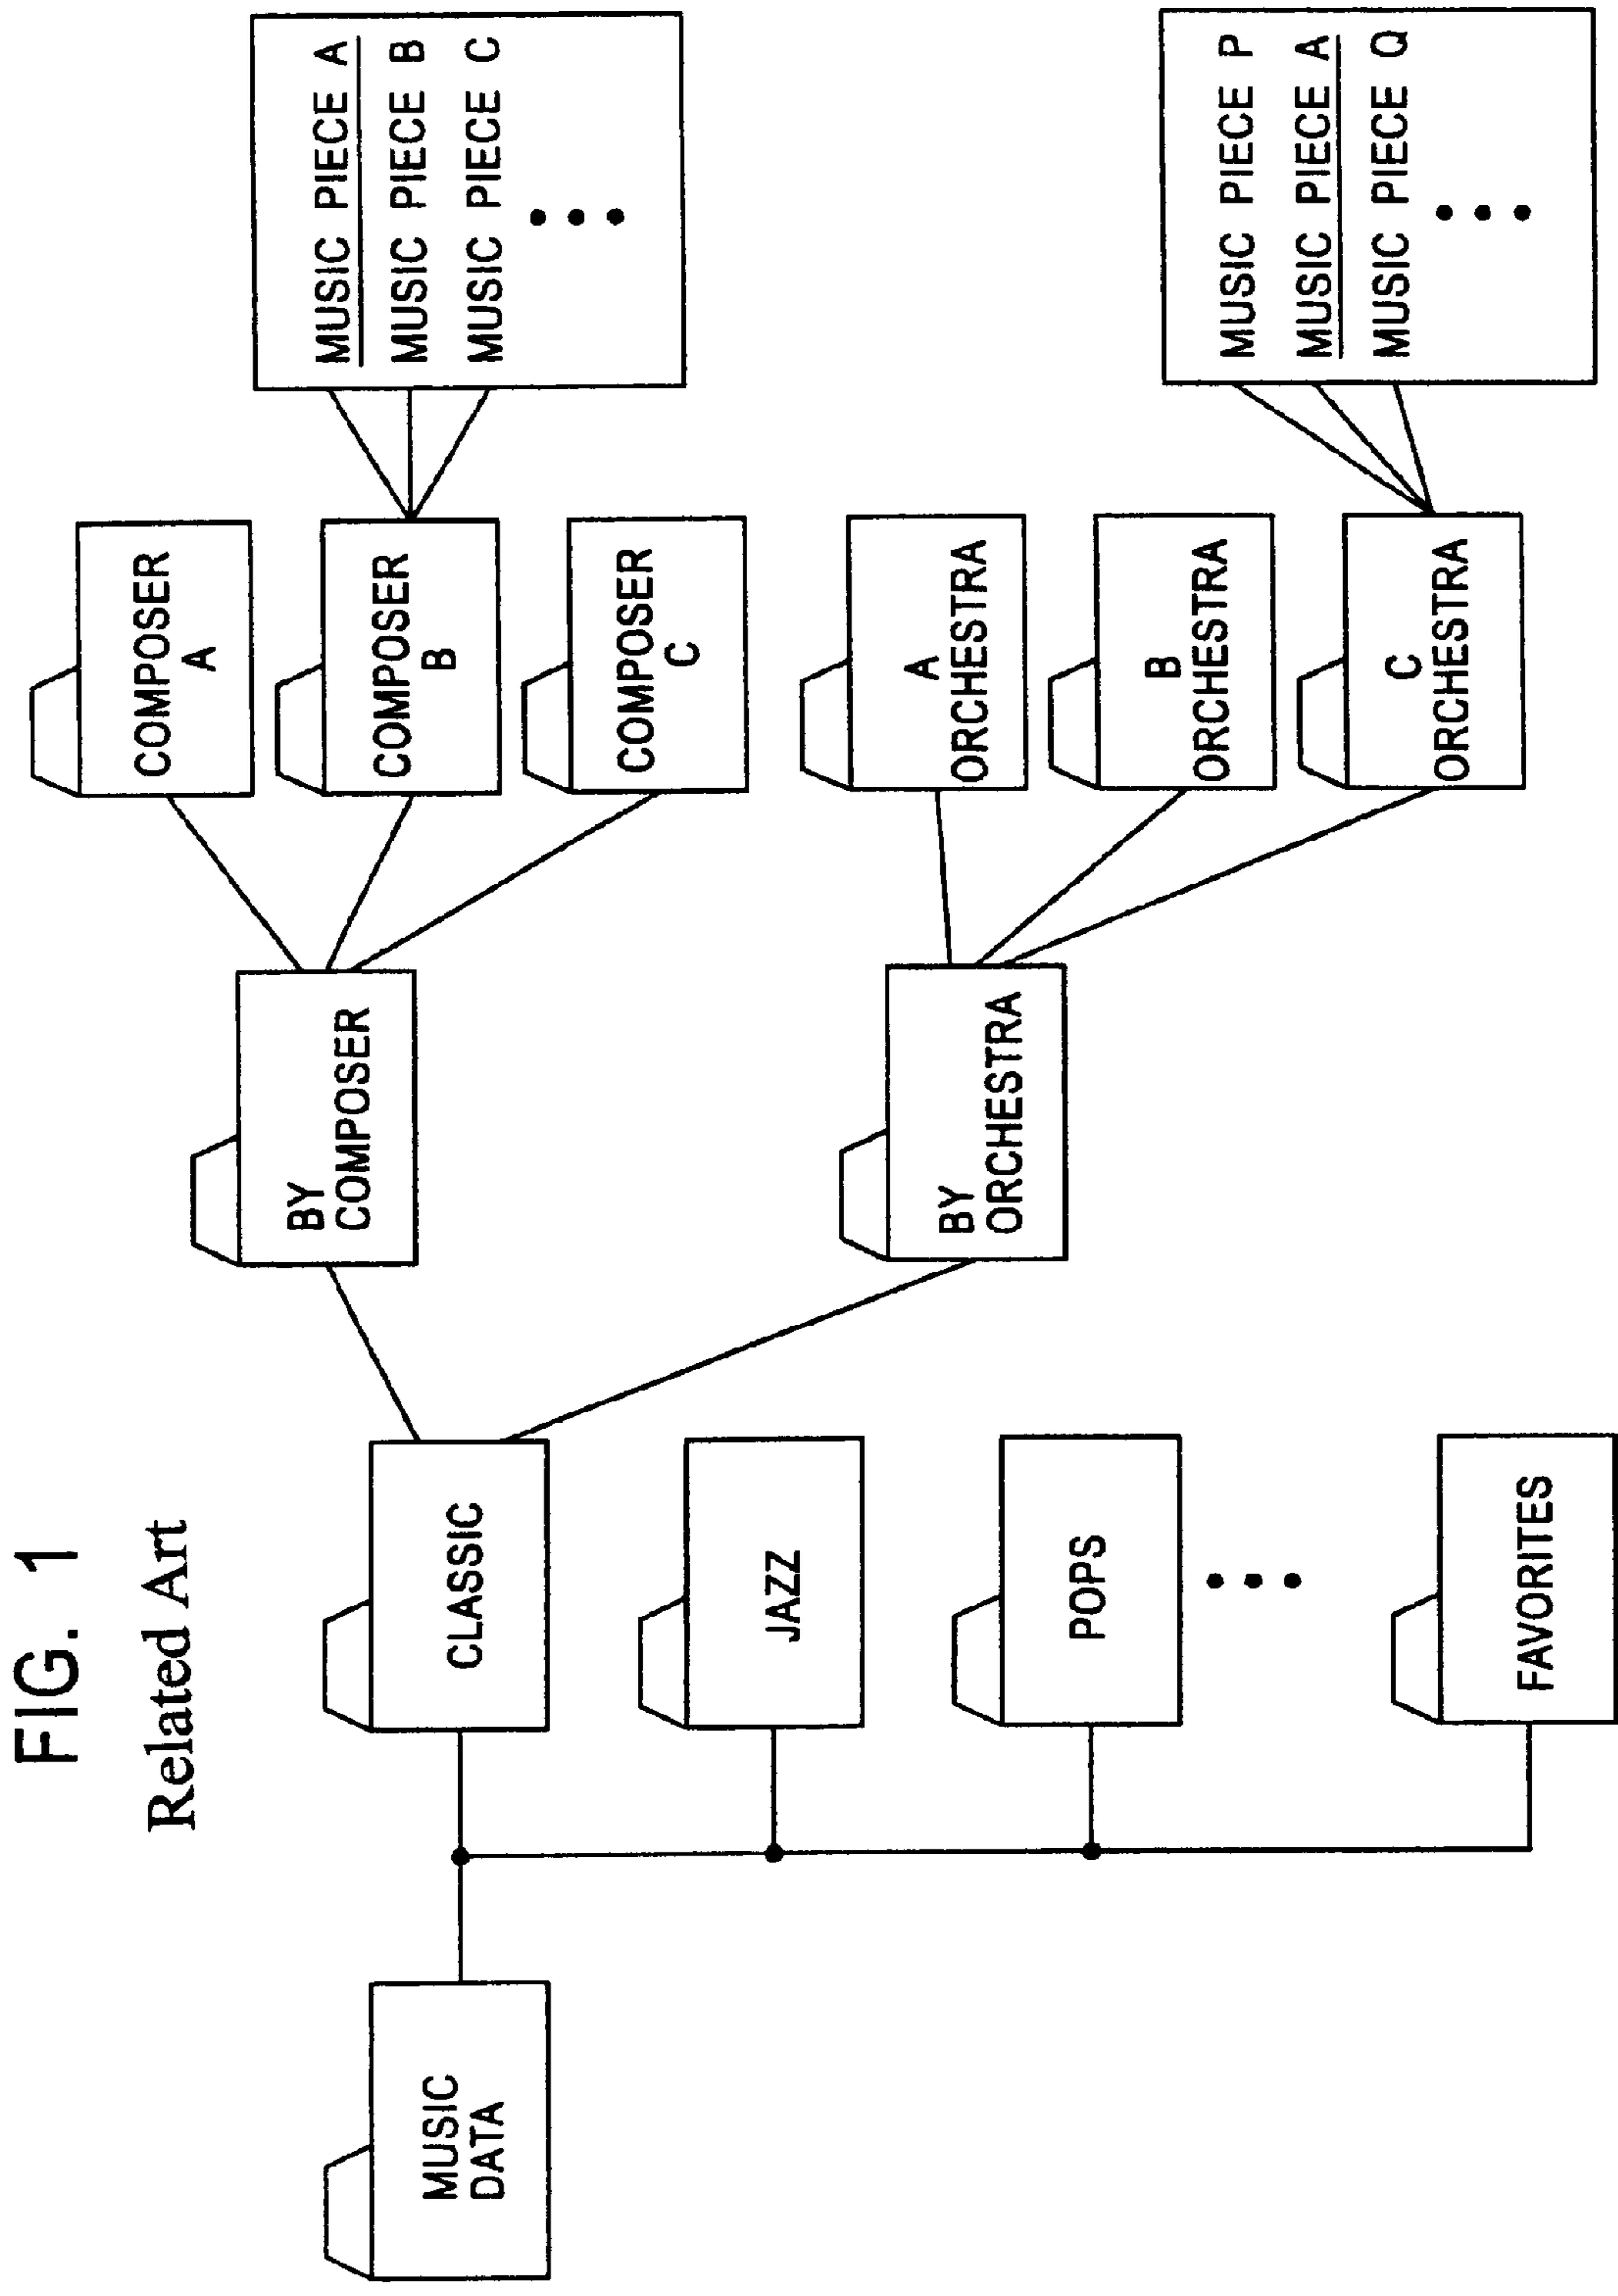 FIG. 1
Related Art
MUSIC
DATA
CLASSIC
JAZZ
POPS
FAVORITES
BY
COMPOSER
BY
ORCHESTRA
COMPOSER
A
COMPOSER
B
COMPOSER
C
A
ORCHESTRA
B
ORCHESTRA
C
ORCHESTRA
MUSIC PIECE A
MUSIC PIECE B
MUSIC PIECE C
MUSIC PIECE P
MUSIC PIECE A
MUSIC PIECE Q